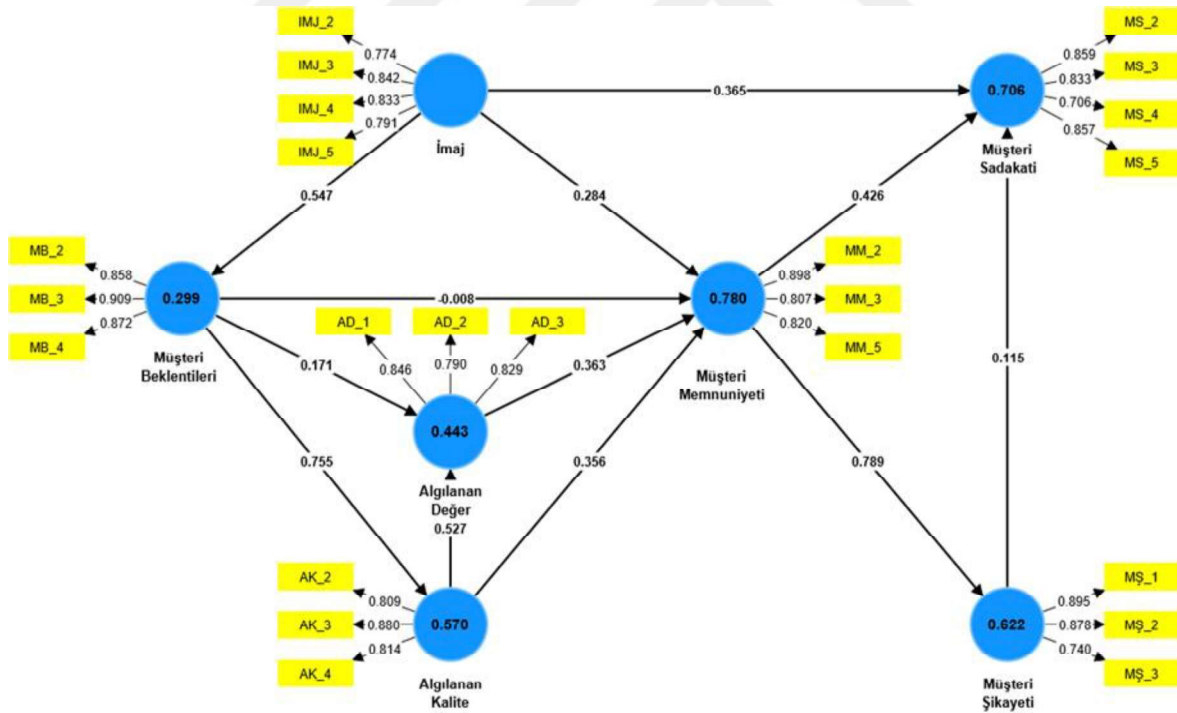 IMJ_2
IMJ_3
IMJ_4
IMJ_5
0.774
0.842
0.833
0.791
İmaj
0.365
0.706
Müşteri
Sadakati
0.859
0.833
0.706
0.857
MS_2
MS_3
MS_4
MS_5
0.547
0.284
0.426
MB_2
MB_3
MB_4
0.858
0.909
0.872
0.299
Müşteri
Beklentileri
-0.008
AD_1
AD_2
AD_3
0.846
0.790
0.829
0.171
0.363
0.443
Algılanan
Değer
0.780
Müşteri
Memnuniyeti
0.898
0.807
0.820
MM_2
MM_3
MM_5
0.115
0.755
0.356
0.789
0.527
AK_2
AK_3
AK_4
0.809
0.880
0.814
0.570
Algılanan
Kalite
0.622
Müşteri
Şikayeti
0.895
0.878
0.740
MŞ_1
MŞ_2
MŞ_3